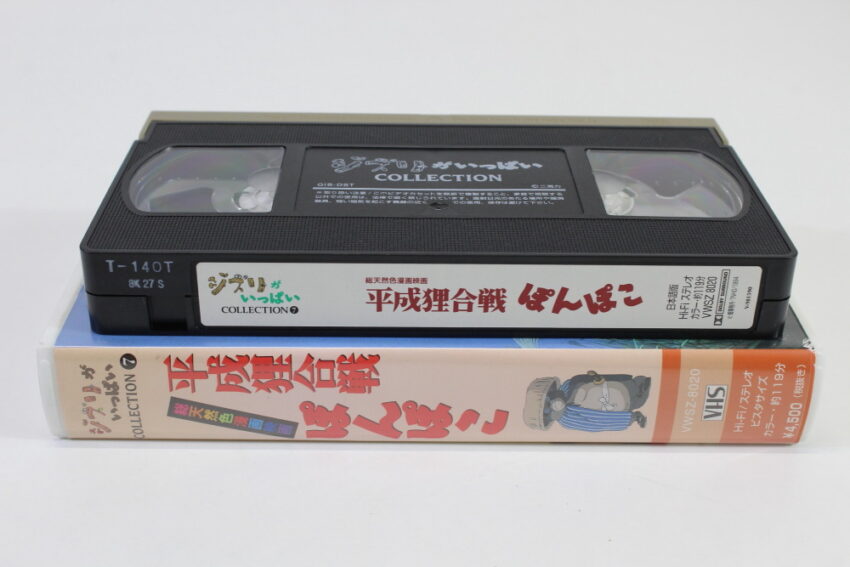 ジブリがいっぱい
COLLECTION
T-140T
8K 27 S
ジブリが
いっぱい
COLLECTION 7
総天然色漫画映画
平成狸合戦 ぽんぽこ
日本語版
Hi-Fiステレオ
カラー・約119分
VWSZ 8020
ジブリが
いっぱい
COLLECTION 7
平成狸合戦
総天然色漫画映画
ぽんぽこ
VWSZ-8020
VHS
Hi-Fi/ステレオ
ビスタサイズ
カラー・約119分
¥4,500(税抜き)